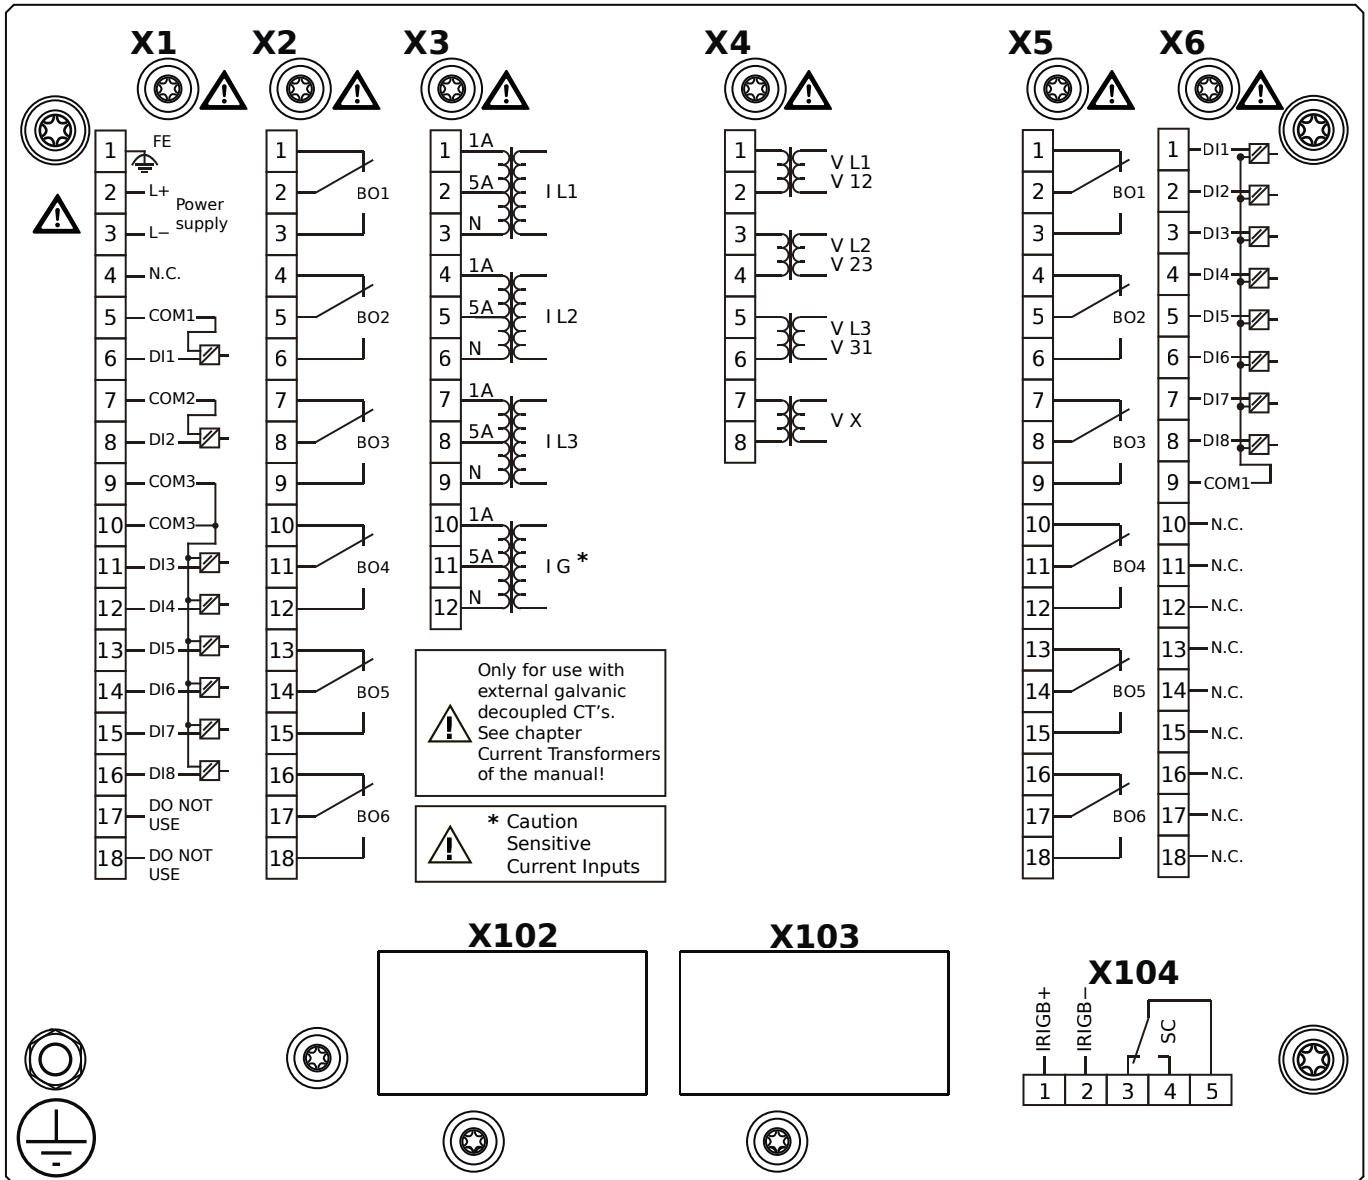 X1
X2
X3
X4
X5
X6
1 FE
2 L+
Power
supply
3 L−
4 N.C.
5 COM1
6 DI1
7 COM2
8 DI2
9 COM3
10 COM3
11 DI3
12 DI4
13 DI5
14 DI6
15 DI7
16 DI8
17 DO NOT
USE
18 DO NOT
USE
1
2 BO1
3
4
5 BO2
6
7
8 BO3
9
10
11 BO4
12
13
14 BO5
15
16
17 BO6
18
1 1A
2 5A I L1
3 N
4 1A
5 5A I L2
6 N
7 1A
8 5A I L3
9 N
10 1A
11 5A I G *
12 N
Only for use with
external galvanic
decoupled CT's.
See chapter
Current Transformers
of the manual!
* Caution
Sensitive
Current Inputs
1 V L1
2 V 12
3 V L2
4 V 23
5 V L3
6 V 31
7 V X
8
1
2 BO1
3
4
5 BO2
6
7
8 BO3
9
10
11 BO4
12
13
14 BO5
15
16
17 BO6
18
1 DI1
2 DI2
3 DI3
4 DI4
5 DI5
6 DI6
7 DI7
8 DI8
9 COM1
10 N.C.
11 N.C.
12 N.C.
13 N.C.
14 N.C.
15 N.C.
16 N.C.
17 N.C.
18 N.C.
X102
X103
X104
IRIGB+
IRIGB−
SC
1 2 3 4 5